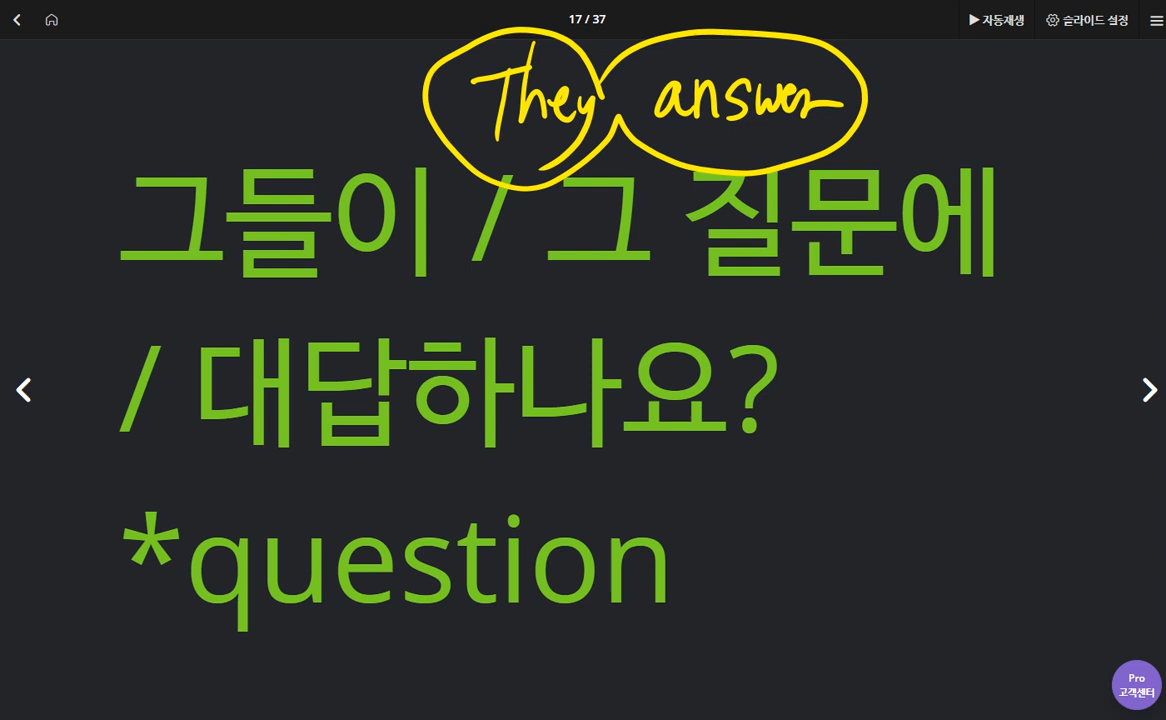 17 / 37
자동재생
슬라이드 설정
They answer
그들이 / 그 질문에
/ 대답하나요?
*question
Pro
고객센터